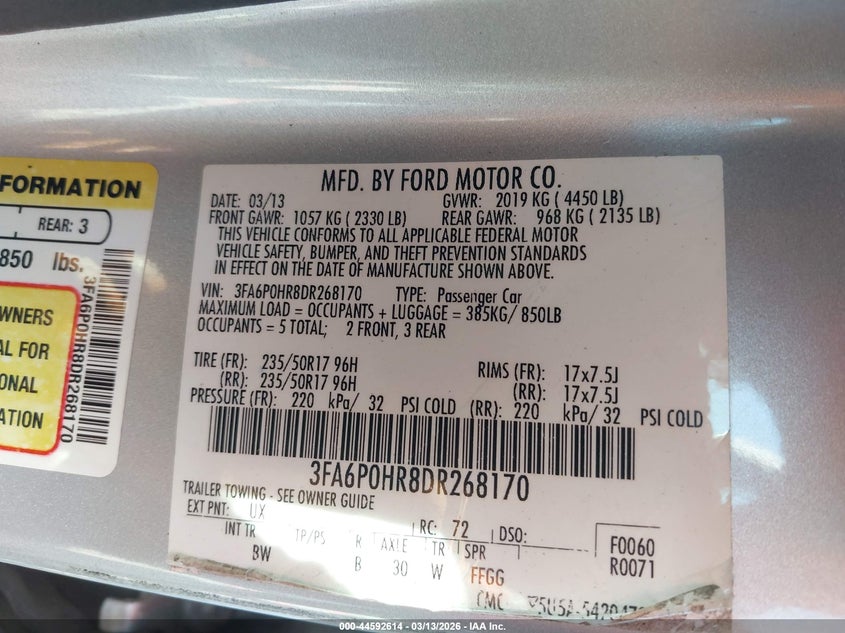 FORMATION
REAR: 3
850 lbs.
WNERS
AL FOR
ONAL
ATION
3FA6P0HR8DR268170
MFD. BY FORD MOTOR CO.
DATE: 03/13 GVWR: 2019 KG ( 4450 LB)
FRONT GAWR: 1057 KG ( 2330 LB) REAR GAWR: 968 KG ( 2135 LB)
THIS VEHICLE CONFORMS TO ALL APPLICABLE FEDERAL MOTOR
VEHICLE SAFETY, BUMPER, AND THEFT PREVENTION STANDARDS
IN EFFECT ON THE DATE OF MANUFACTURE SHOWN ABOVE.
VIN: 3FA6P0HR8DR268170 TYPE: Passenger Car
MAXIMUM LOAD = OCCUPANTS + LUGGAGE = 385KG/ 850LB
OCCUPANTS = 5 TOTAL; 2 FRONT, 3 REAR
TIRE (FR): 235/50R17 96H RIMS (FR): 17x7.5J
(RR): 235/50R17 96H (RR): 17x7.5J
PRESSURE (FR): 220 kPa/ 32 PSI COLD (RR): 220 kPa/ 32 PSI COLD
3FA6P0HR8DR268170
TRAILER TOWING - SEE OWNER GUIDE
EXT PNT: UX RC: 72 DSO: F0060
INT TR TP/PS R AXLE TR SPR R0071
BW B 30 W FFGG
CMC
000-44592614 - 03/13/2026 - IAA Inc.